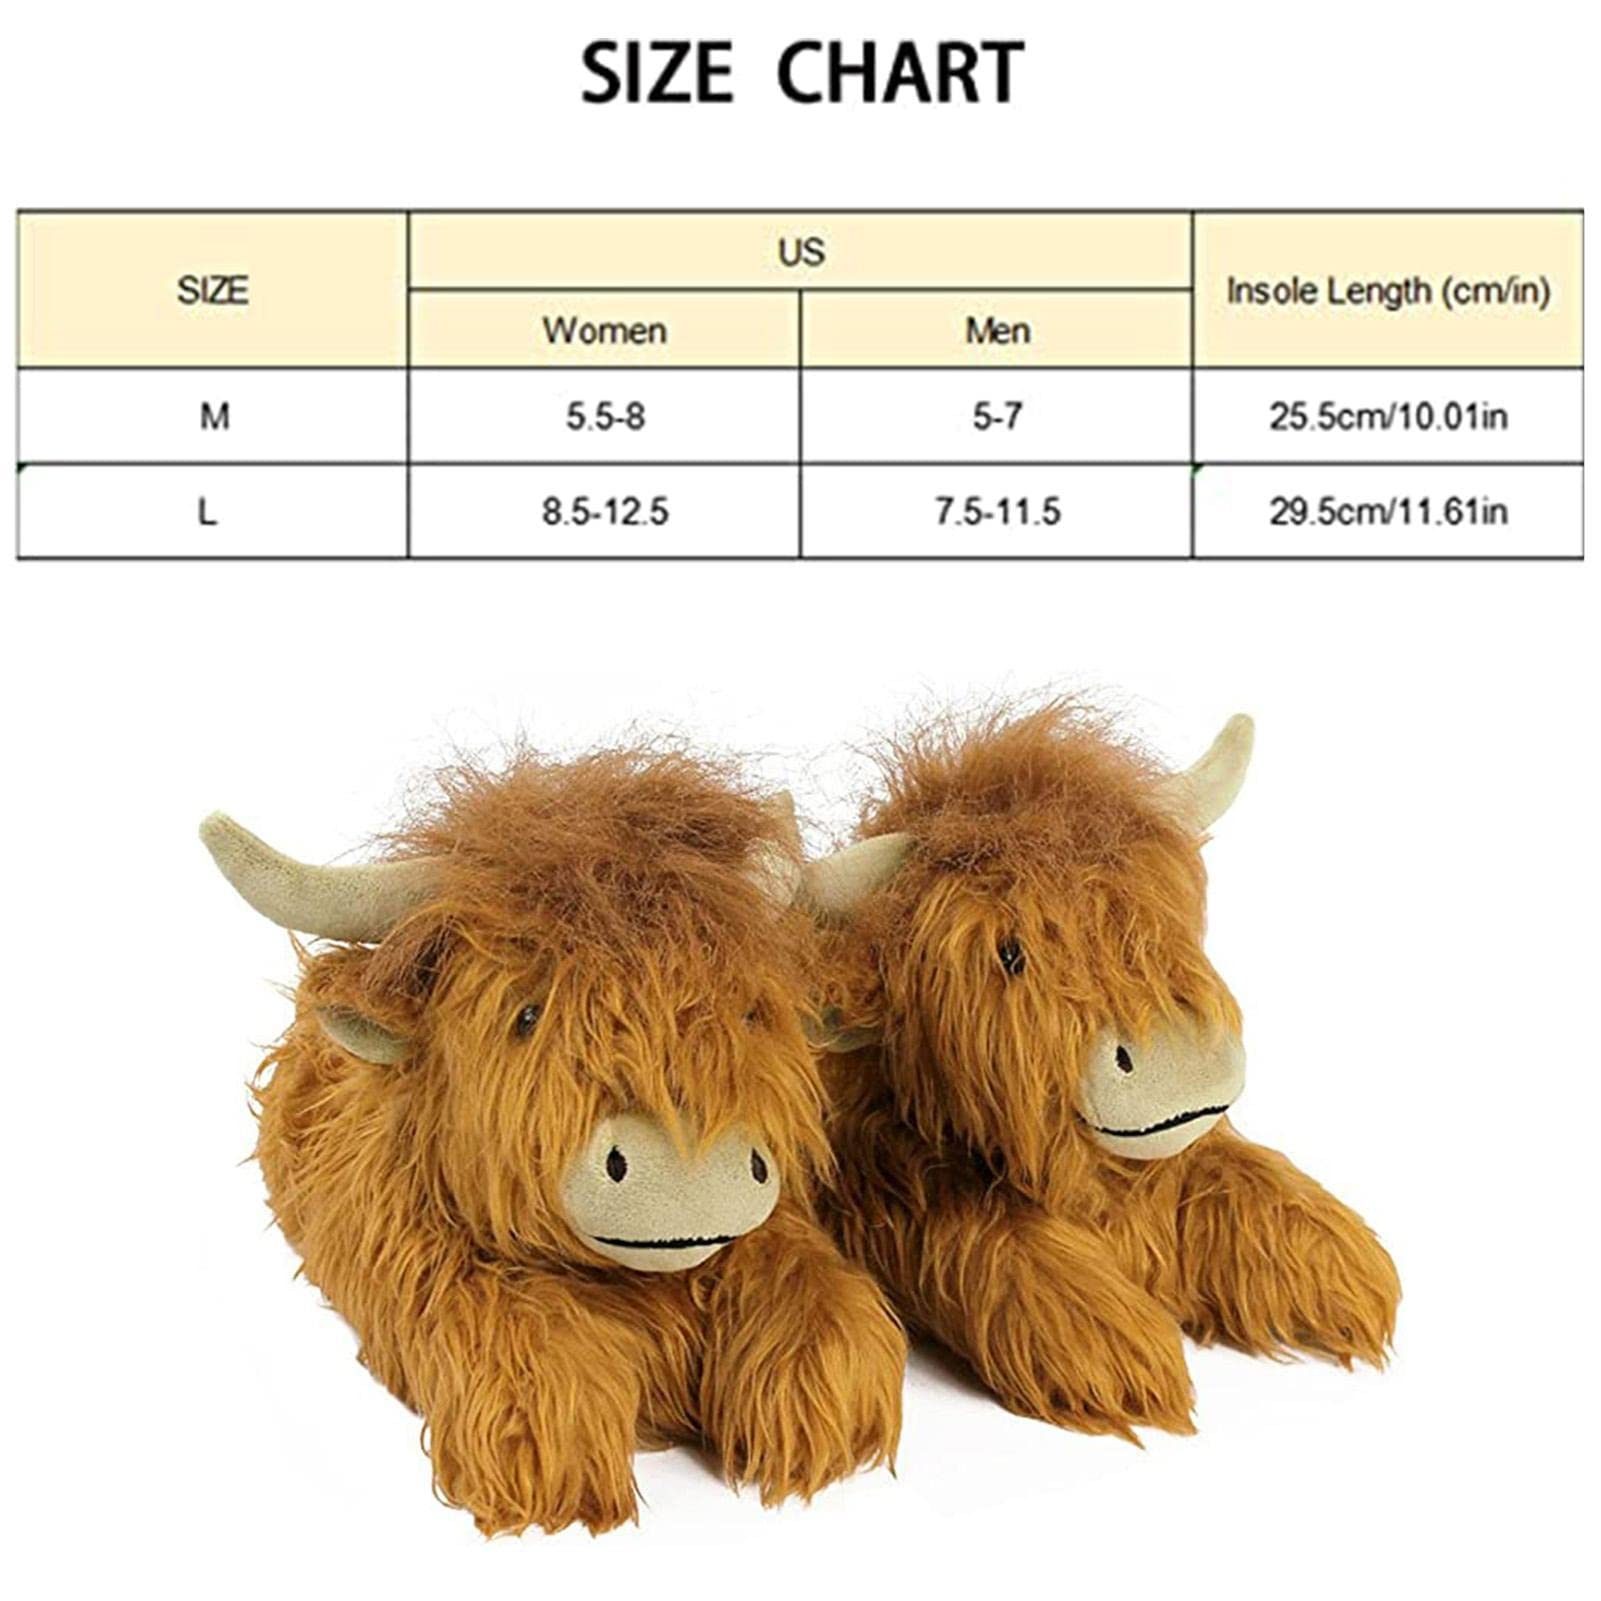 SIZE CHART
SIZE
US
Insole Length (cm/in)
Women
Men
M
5.5-8
5-7
25.5cm/10.01in
L
8.5-12.5
7.5-11.5
29.5cm/11.61in